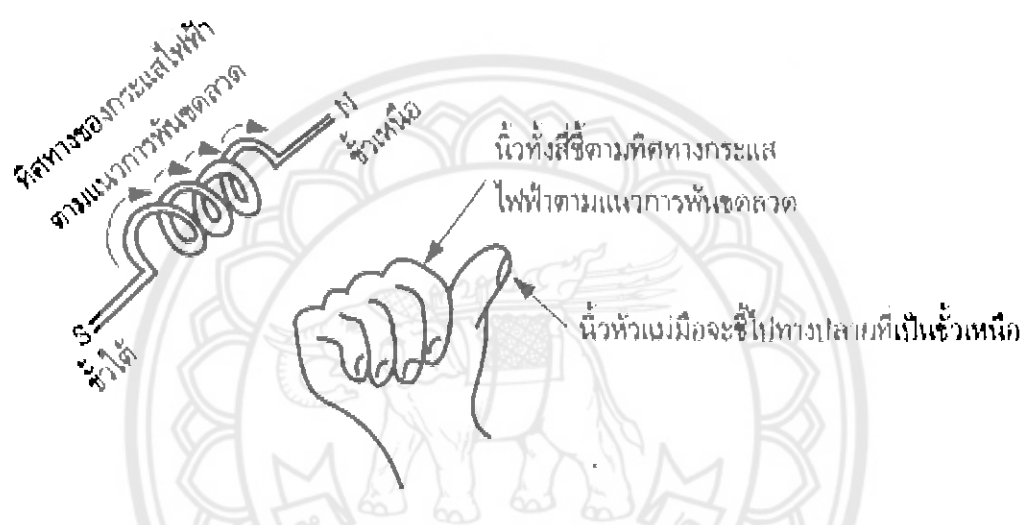 ทิศทางของกระแสไฟฟ้า
ตามแนวการพันขดลวด
N
ขั้วเหนือ
S
ขั้วใต้
นิ้วทั้งสี่ชี้ตามทิศทางกระแส
ไฟฟ้าตามแนวการพันขดลวด
นิ้วหัวแม่มือจะชี้ไปทางปลายที่เป็นขั้วเหนือ